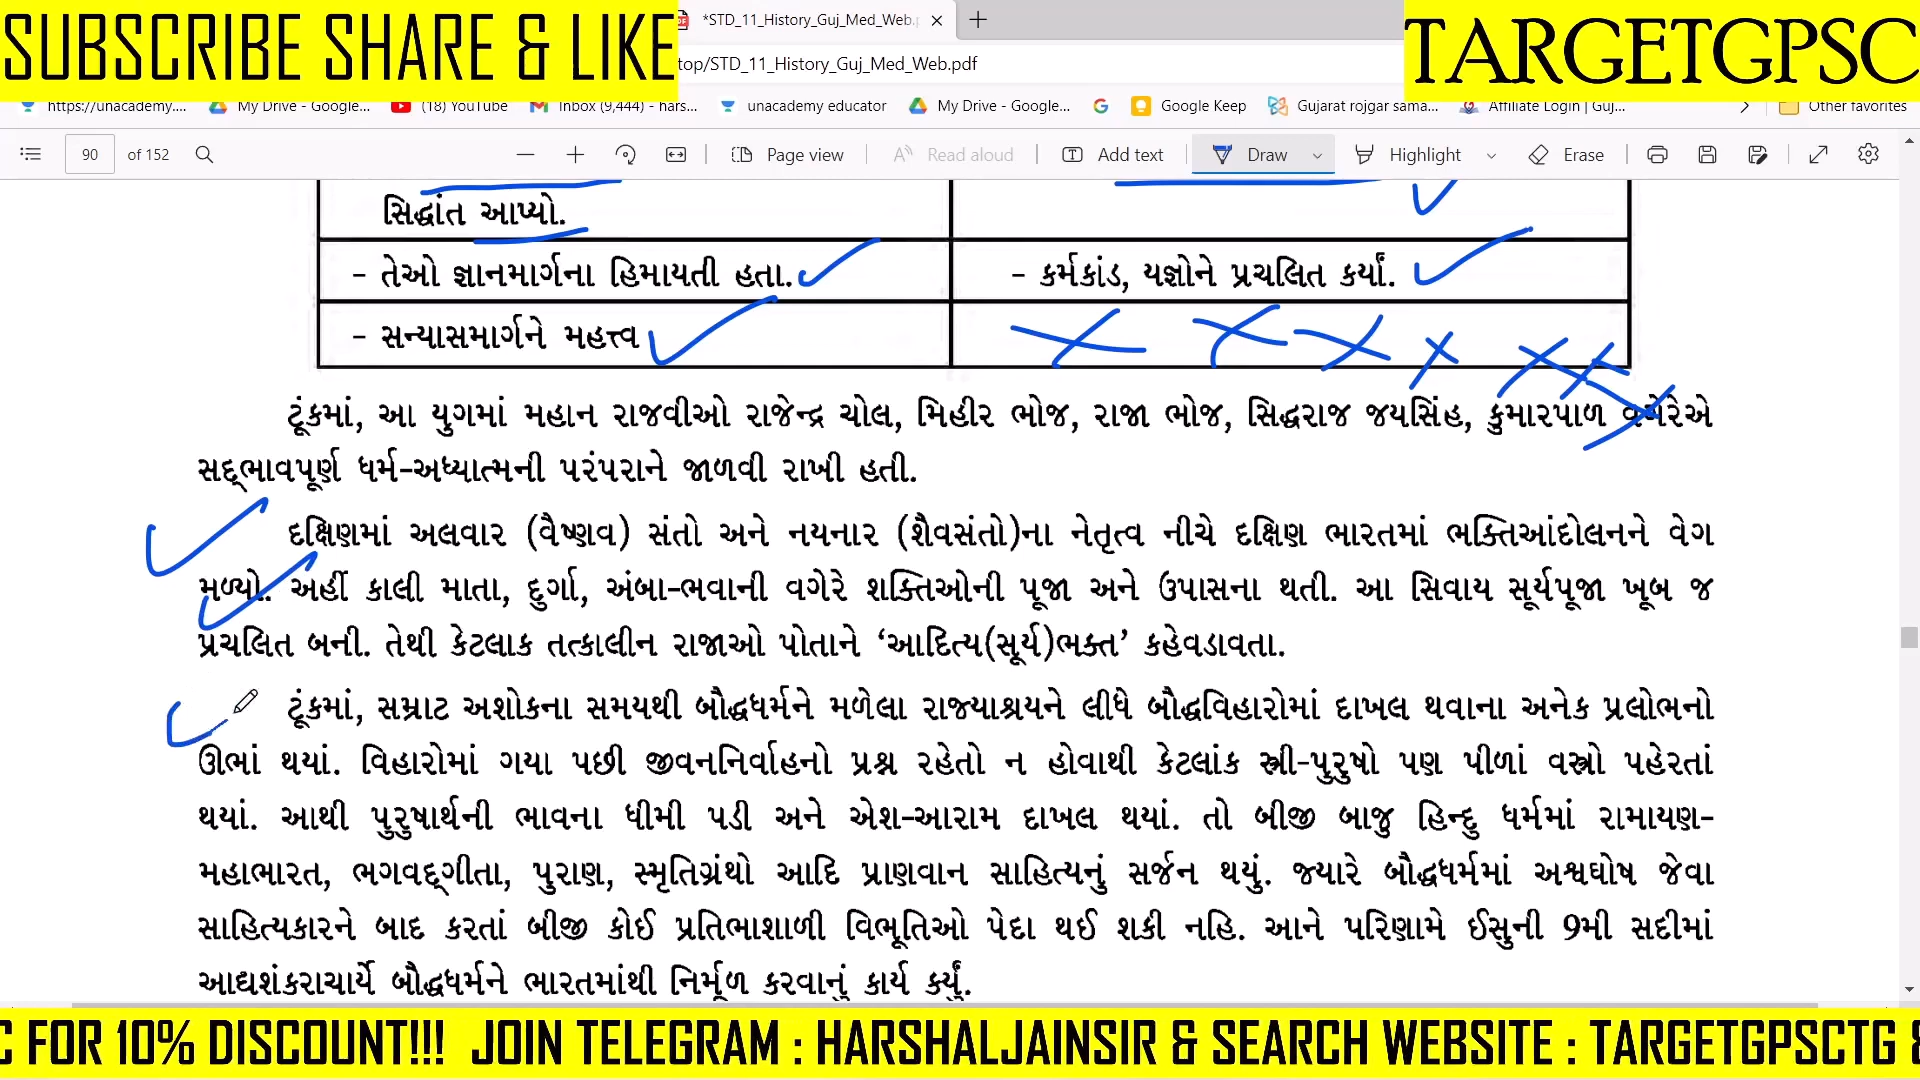 SUBSCRIBE SHARE & LIKE
*STD_11_History_Guj_Med_Web.p
TARGETGPSC
top/STD_11_History_Guj_Med_Web.pdf
https://unacademy.... My Drive - Google... (18) YouTube Inbox (9,444) - hars... unacademy educator My Drive - Google... Google Keep Gujarat rojgar sama... Affiliate Login | Guj... Other favorites
90 of 152 Page view Read aloud Add text Draw Highlight Erase
સિદ્ધાંત આપ્યો.
- તેઓ જ્ઞાનમાર્ગના હિમાયતી હતા. - કર્મકાંડ, યજ્ઞોને પ્રચલિત કર્યાં.
- સન્યાસમાર્ગને મહત્ત્વ
ટૂંકમાં, આ યુગમાં મહાન રાજવીઓ રાજેન્દ્ર ચોલ, મિહીર ભોજ, રાજા ભોજ, સિદ્ધરાજ જયસિંહ, કુમારપાળ વગેરેએ
સદ્ભાવપૂર્ણ ધર્મ-અધ્યાત્મની પરંપરાને જાળવી રાખી હતી.
દક્ષિણમાં અલવાર (વૈષ્ણવ) સંતો અને નયનાર (શૈવસંતો)ના નેતૃત્વ નીચે દક્ષિણ ભારતમાં ભક્તિઆંદોલનને વેગ
મળ્યો. અહીં કાલી માતા, દુર્ગા, અંબા-ભવાની વગેરે શક્તિઓની પૂજા અને ઉપાસના થતી. આ સિવાય સૂર્યપૂજા ખૂબ જ
પ્રચલિત બની. તેથી કેટલાક તત્કાલીન રાજાઓ પોતાને ‘આદિત્ય(સૂર્ય)ભક્ત’ કહેવડાવતા.
ટૂંકમાં, સમ્રાટ અશોકના સમયથી બૌદ્ધધર્મને મળેલા રાજ્યાશ્રયને લીધે બૌદ્ધવિહારોમાં દાખલ થવાના અનેક પ્રલોભનો
ઊભાં થયાં. વિહારોમાં ગયા પછી જીવનનિર્વાહનો પ્રશ્ન રહેતો ન હોવાથી કેટલાંક સ્ત્રી-પુરુષો પણ પીળાં વસ્ત્રો પહેરતાં
થયાં. આથી પુરુષાર્થની ભાવના ધીમી પડી અને એશ-આરામ દાખલ થયાં. તો બીજી બાજુ હિન્દુ ધર્મમાં રામાયણ-
મહાભારત, ભગવદ્ગીતા, પુરાણ, સ્મૃતિગ્રંથો આદિ પ્રાણવાન સાહિત્યનું સર્જન થયું. જ્યારે બૌદ્ધધર્મમાં અશ્વઘોષ જેવા
સાહિત્યકારને બાદ કરતાં બીજી કોઈ પ્રતિભાશાળી વિભૂતિઓ પેદા થઈ શકી નહિ. આને પરિણામે ઈસુની 9મી સદીમાં
આદ્યશંકરાચાર્યે બૌદ્ધધર્મને ભારતમાંથી નિર્મૂળ કરવાનું કાર્ય કર્યું.
C FOR 10% DISCOUNT!!! JOIN TELEGRAM : HARSHALJAINSIR & SEARCH WEBSITE : TARGETGPSCTG &